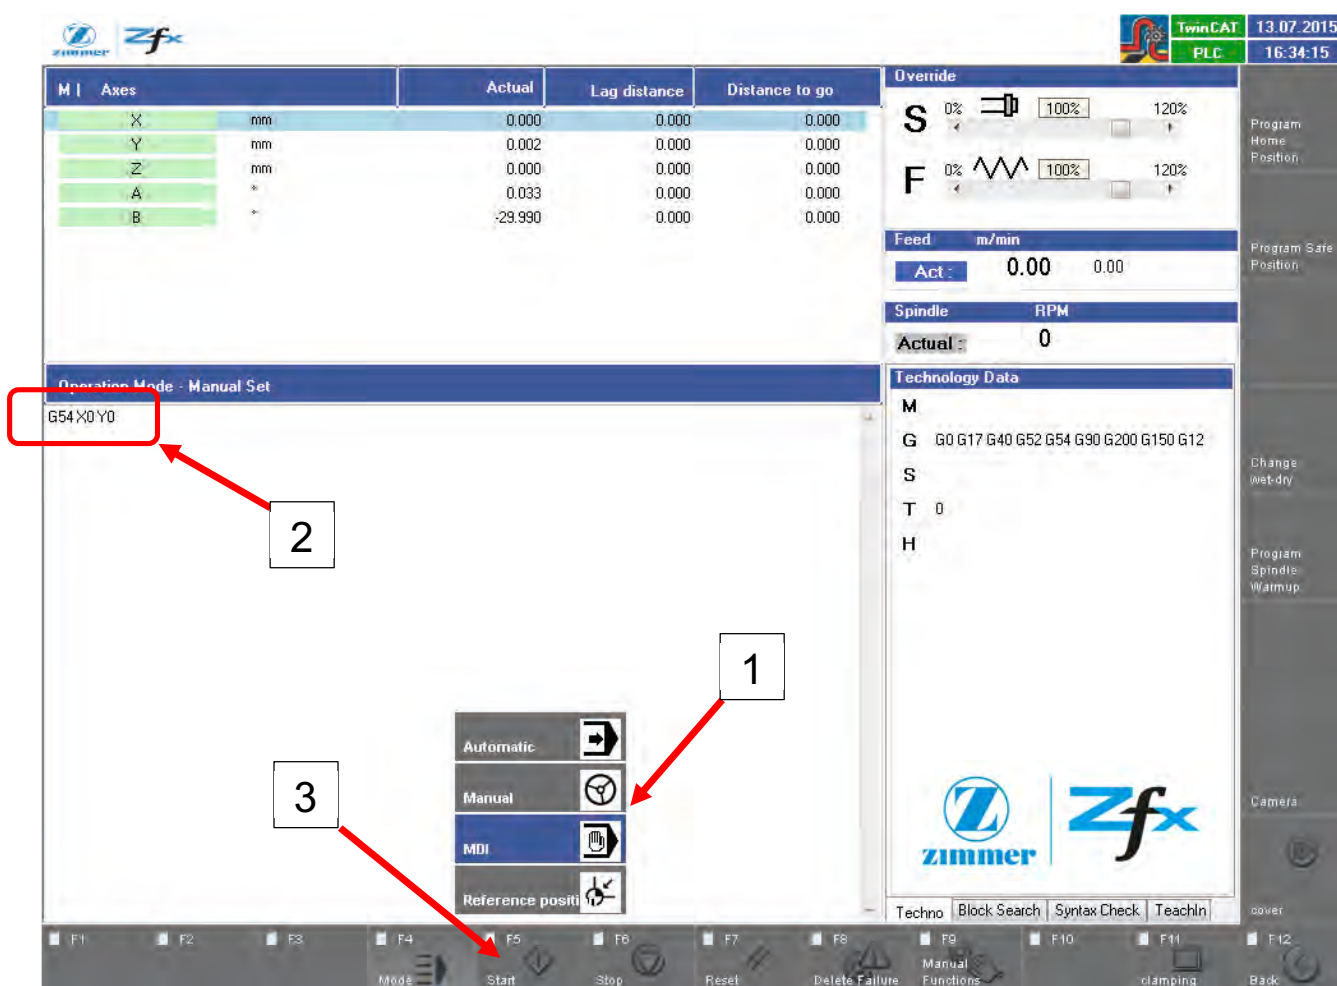 zimmer Zfx TwinCAT 13.07.2015
PLC 16:34:15
M | Axes Actual Lag distance Distance to go
X mm 0.000 0.000 0.000
Y mm 0.002 0.000 0.000
Z mm 0.000 0.000 0.000
A ° 0.033 0.000 0.000
B ° -29.990 0.000 0.000
Override
S 0% 100% 120%
F 0% 100% 120%
Feed m/min
Act : 0.00 0.00
Spindle RPM
Actual : 0
Program
Home
Position
Program Safe
Position
Change
wet-dry
Program
Spindle
Warmup
Camera
cover
Operation Mode - Manual Set
G54 X0 Y0
2
1
3
Technology Data
M
G G0 G17 G40 G52 G54 G90 G200 G150 G12
S
T 0
H
Automatic
Manual
MDI
Reference positi
zimmer Zfx
Techno Block Search Syntax Check TeachIn
F1 F2 F3 F4 F5 F6 F7 F8 F9 F10 F11 F12
Mode Start Stop Reset Delete Failure Manual Functions clamping Back